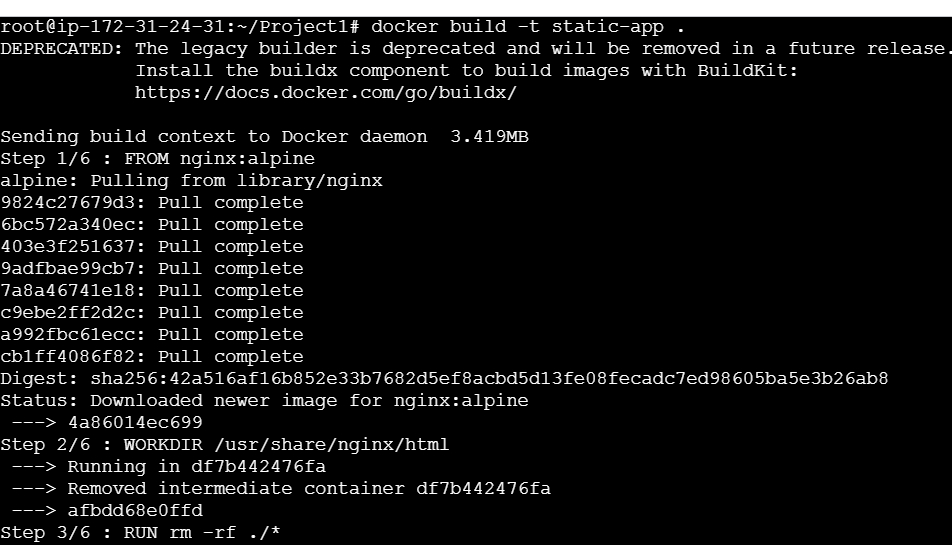 root@ip-172-31-24-31:~/Project1# docker build -t static-app .
DEPRECATED: The legacy builder is deprecated and will be removed in a future release.
            Install the buildx component to build images with BuildKit:
            https://docs.docker.com/go/buildx/

Sending build context to Docker daemon  3.419MB
Step 1/6 : FROM nginx:alpine
alpine: Pulling from library/nginx
9824c27679d3: Pull complete
6bc572a340ec: Pull complete
403e3f251637: Pull complete
9adfbae99cb7: Pull complete
7a8a46741e18: Pull complete
c9ebe2ff2d2c: Pull complete
a992fbc61ecc: Pull complete
cb1ff4086f82: Pull complete
Digest: sha256:42a516af16b852e33b7682d5ef8acbd5d13fe08fecadc7ed98605ba5e3b26ab8
Status: Downloaded newer image for nginx:alpine
 ---> 4a86014ec699
Step 2/6 : WORKDIR /usr/share/nginx/html
 ---> Running in df7b442476fa
 ---> Removed intermediate container df7b442476fa
 ---> afbdd68e0ffd
Step 3/6 : RUN rm -rf ./*